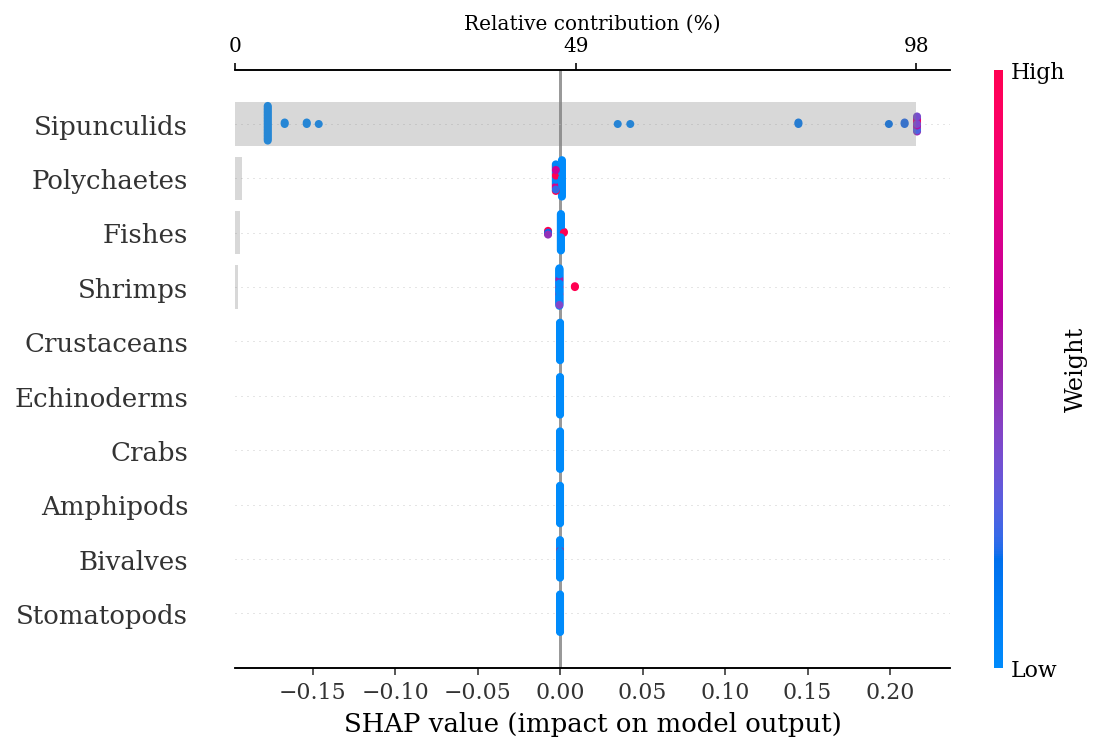 Relative contribution (%)
0 49 98
High
Sipunculids
Polychaetes
Fishes
Shrimps
Crustaceans
Echinoderms
Crabs
Amphipods
Bivalves
Stomatopods
Weight
Low
−0.15 −0.10 −0.05 0.00 0.05 0.10 0.15 0.20
SHAP value (impact on model output)